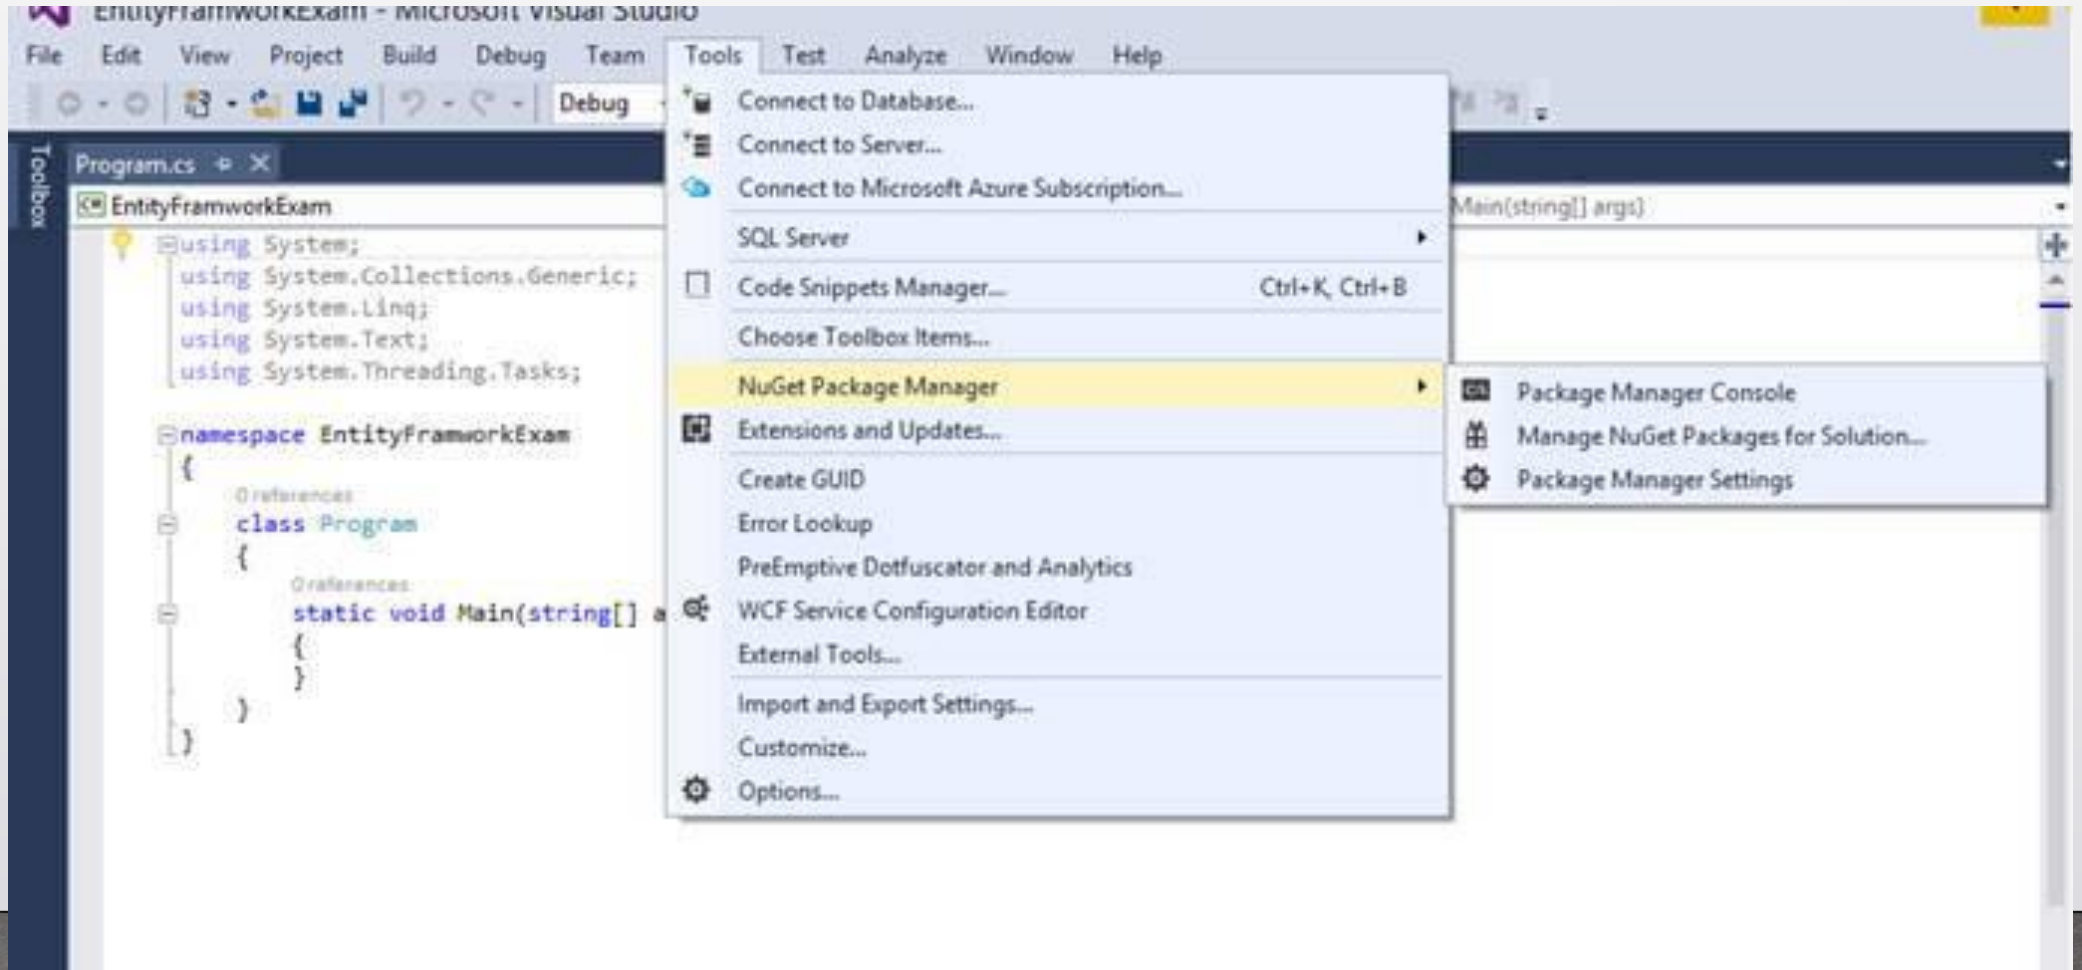 EntityFramworkExam - Microsoft Visual Studio
File Edit View Project Build Debug Team Tools Test Analyze Window Help
Debug
Toolbox
Program.cs
EntityFramworkExam
Main(string[] args)
using System;
using System.Collections.Generic;
using System.Linq;
using System.Text;
using System.Threading.Tasks;
namespace EntityFramworkExam
{
0 references
class Program
{
0 references
static void Main(string[] a
{
}
}
}
Connect to Database...
Connect to Server...
Connect to Microsoft Azure Subscription...
SQL Server
Code Snippets Manager... Ctrl+K, Ctrl+B
Choose Toolbox Items...
NuGet Package Manager
Extensions and Updates...
Create GUID
Error Lookup
PreEmptive Dotfuscator and Analytics
WCF Service Configuration Editor
External Tools...
Import and Export Settings...
Customize...
Options...
Package Manager Console
Manage NuGet Packages for Solution...
Package Manager Settings